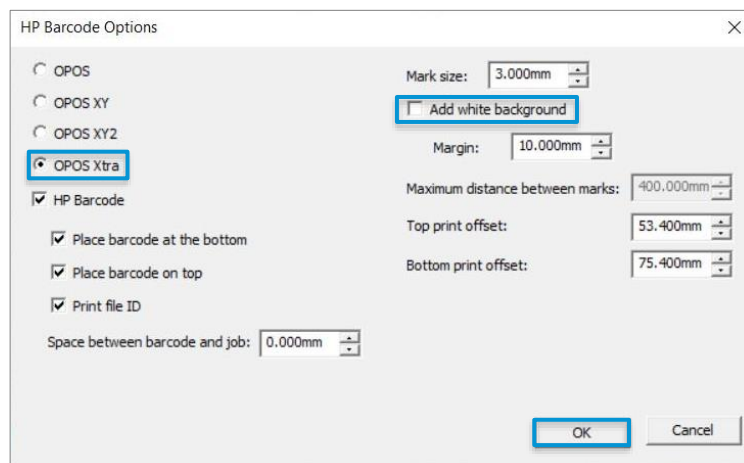 HP Barcode Options
OPOS
OPOS XY
OPOS XY2
OPOS Xtra
HP Barcode
Place barcode at the bottom
Place barcode on top
Print file ID
Space between barcode and job: 0.000mm
Mark size: 3.000mm
Add white background
Margin: 10.000mm
Maximum distance between marks: 400.000mm
Top print offset: 53.400mm
Bottom print offset: 75.400mm
OK Cancel